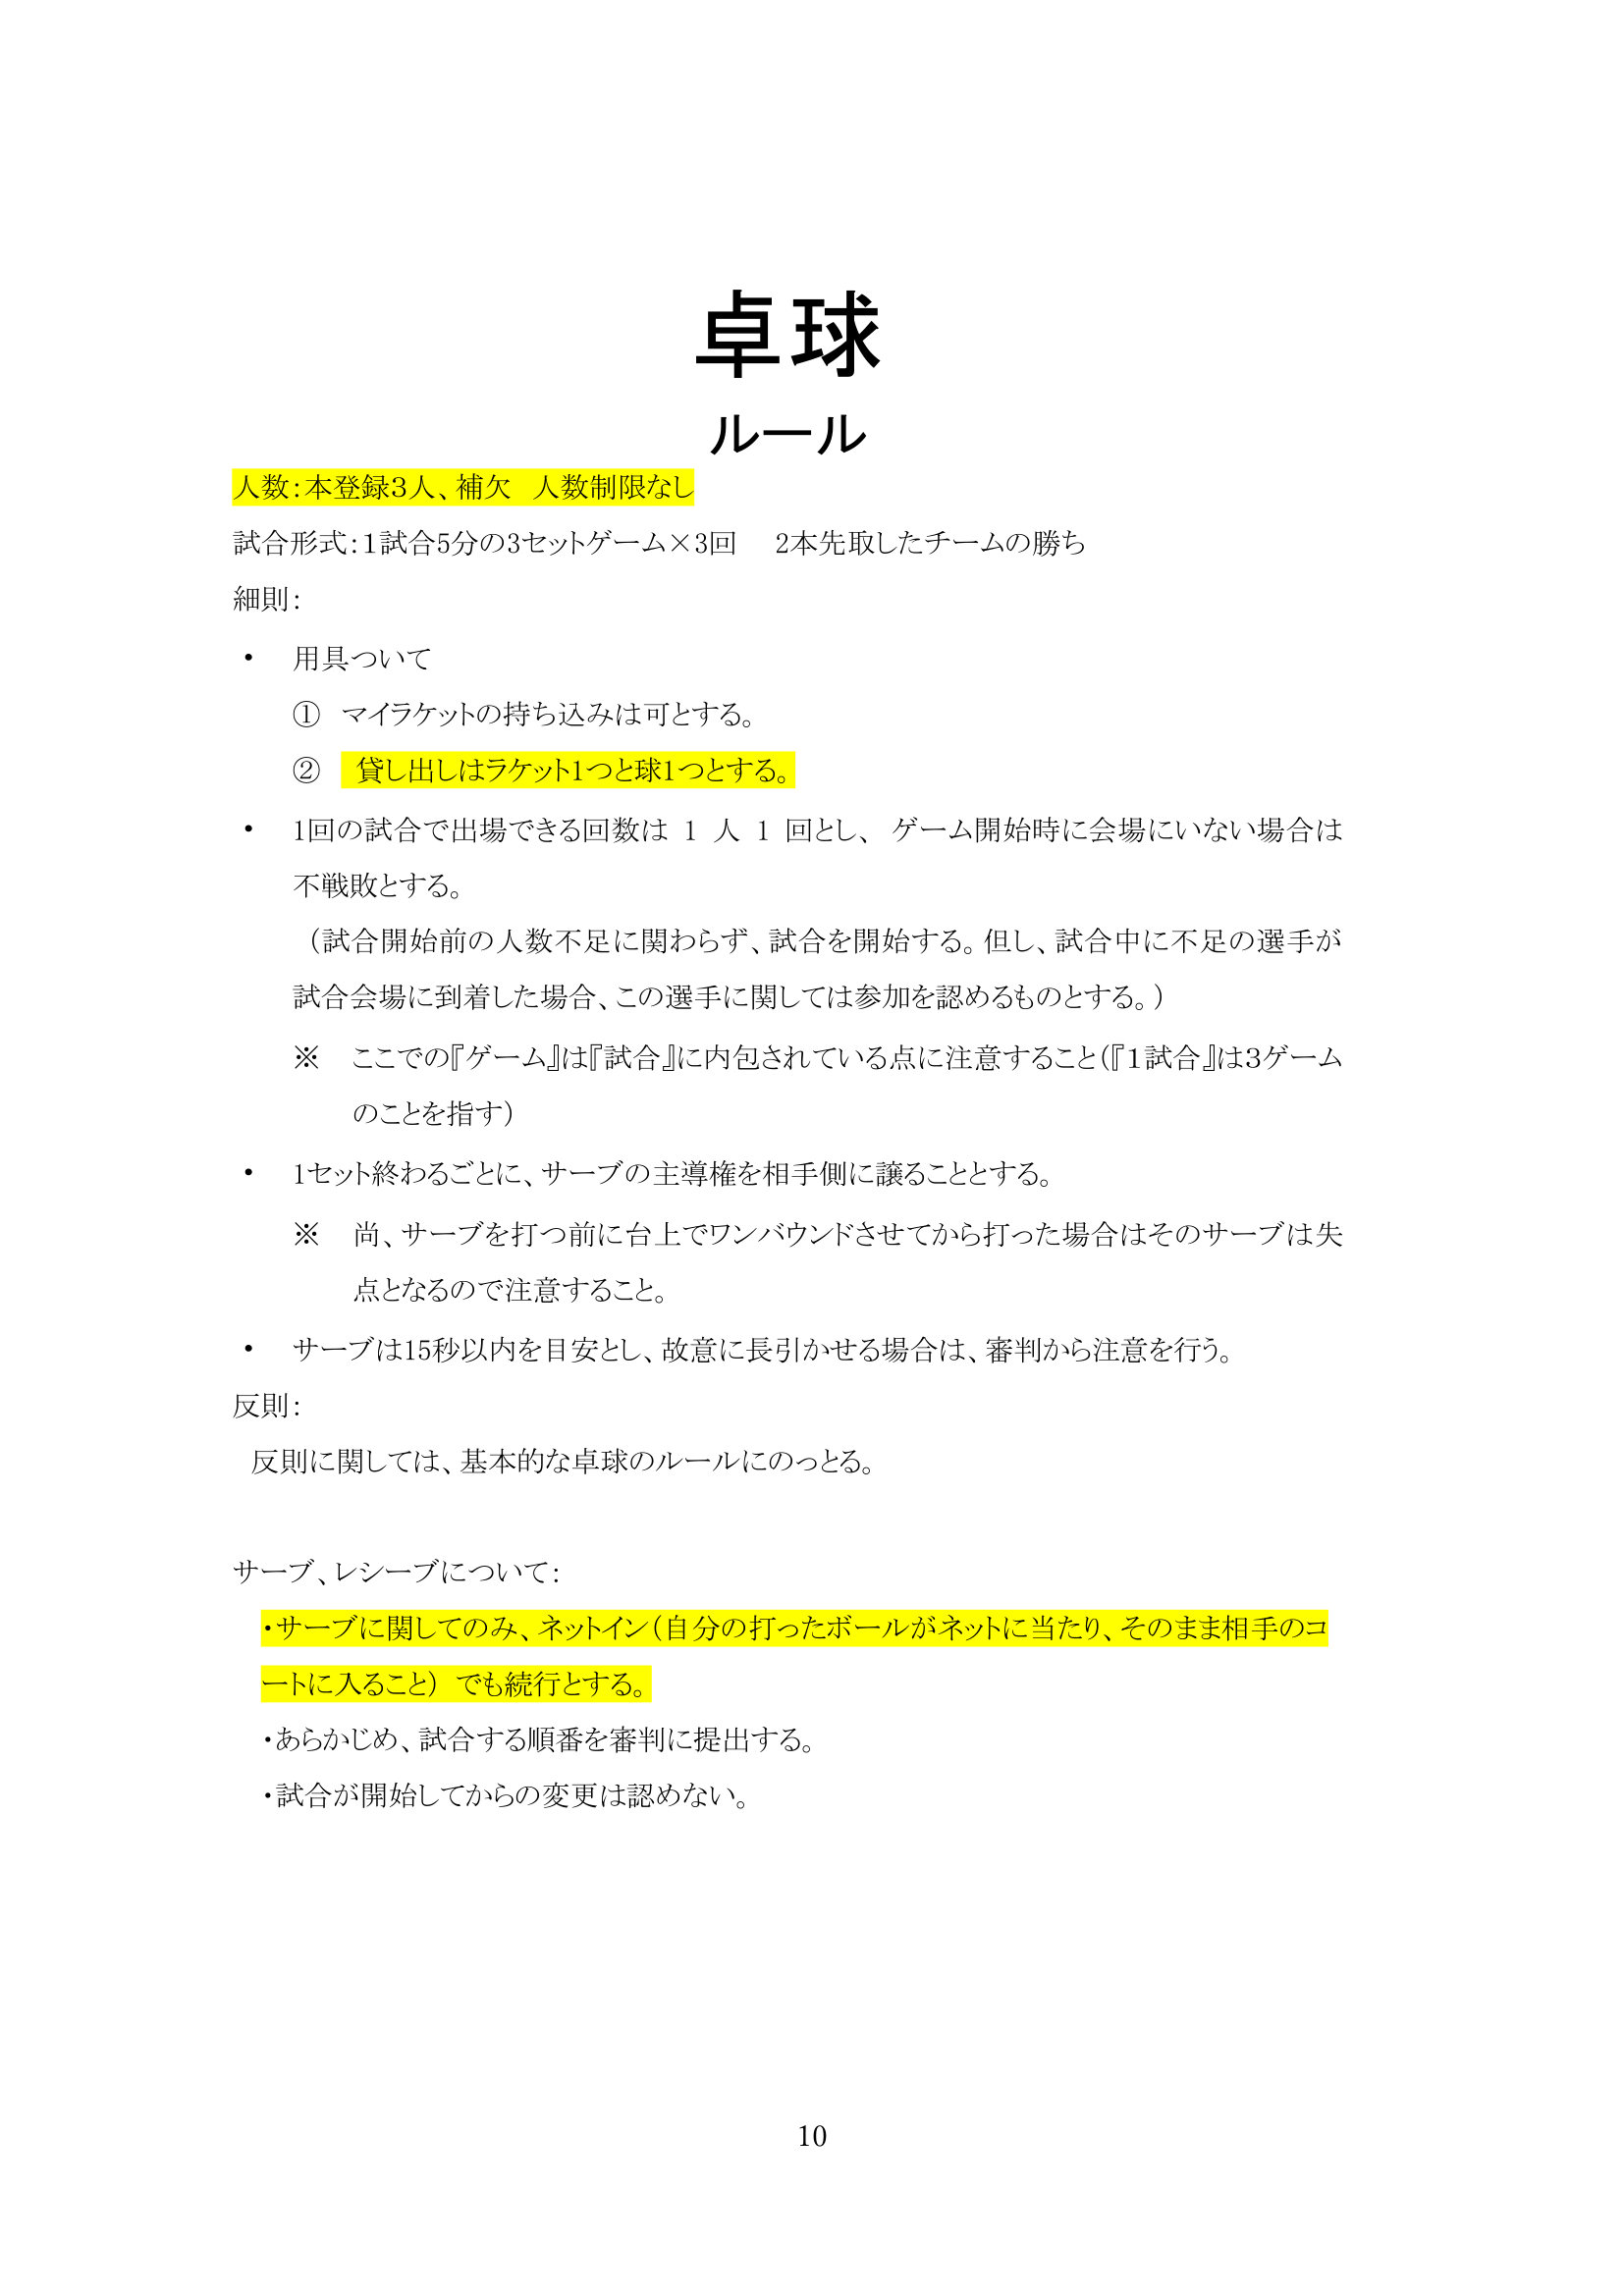 卓球
ルール
人数：本登録3人、補欠　人数制限なし
試合形式：1試合5分の3セットゲーム×3回　2本先取したチームの勝ち
細則：
・　用具ついて
①　マイラケットの持ち込みは可とする。
②　貸し出しはラケット1つと球1つとする。
・　1回の試合で出場できる回数は 1 人 1 回とし、 ゲーム開始時に会場にいない場合は
不戦敗とする。
（試合開始前の人数不足に関わらず、試合を開始する。但し、試合中に不足の選手が
試合会場に到着した場合、この選手に関しては参加を認めるものとする。）
※　ここでの『ゲーム』は『試合』に内包されている点に注意すること（『1試合』は3ゲーム
のことを指す）
・　1セット終わるごとに、サーブの主導権を相手側に譲ることとする。
※　尚、サーブを打つ前に台上でワンバウンドさせてから打った場合はそのサーブは失
点となるので注意すること。
・　サーブは15秒以内を目安とし、故意に長引かせる場合は、審判から注意を行う。
反則：
反則に関しては、基本的な卓球のルールにのっとる。
サーブ、レシーブについて：
・サーブに関してのみ、ネットイン（自分の打ったボールがネットに当たり、そのまま相手のコ
ートに入ること） でも続行とする。
・あらかじめ、試合する順番を審判に提出する。
・試合が開始してからの変更は認めない。
10